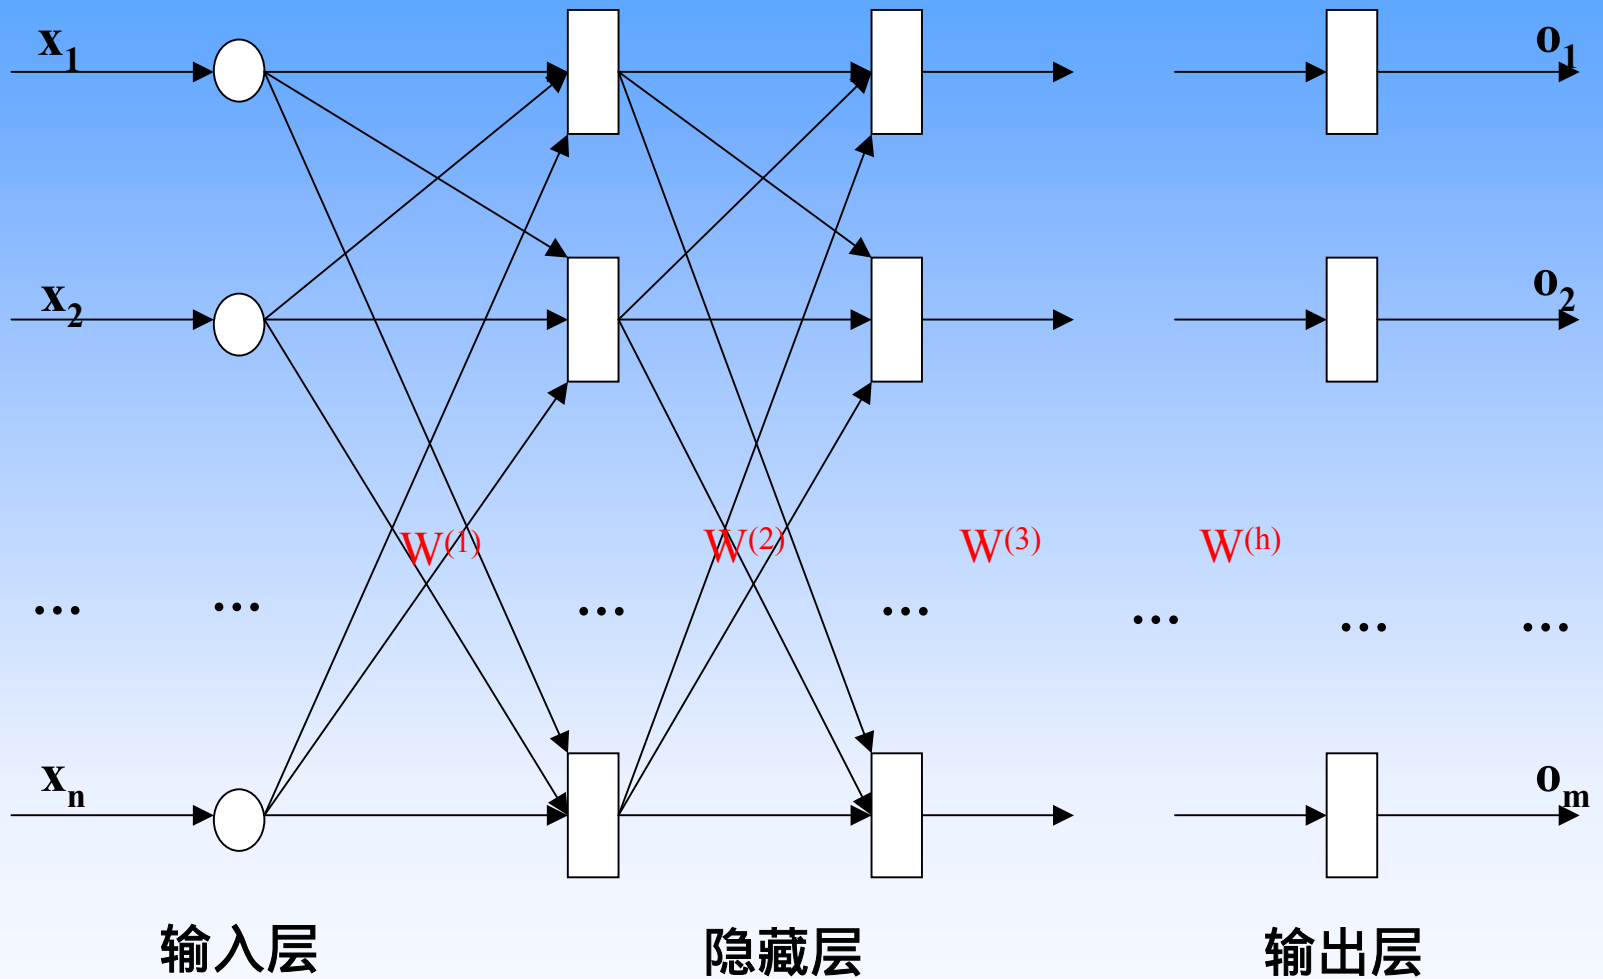 x₁ o₁
x₂ o₂
W⁽¹⁾ W⁽²⁾ W⁽³⁾ W⁽ʰ⁾
... ... ... ... ... ... ...
xₙ oₘ
输入层 隐藏层 输出层